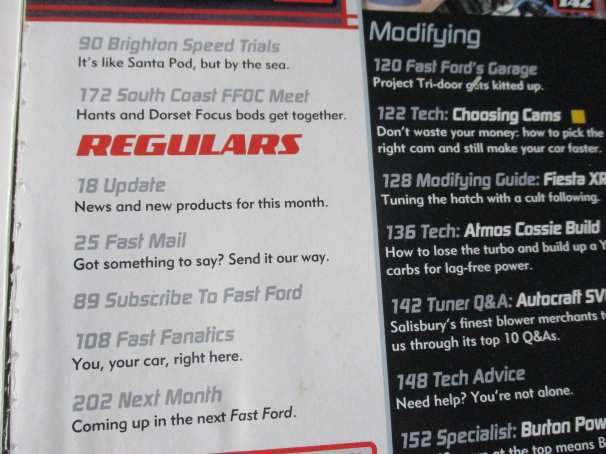 90 Brighton Speed Trials
It's like Santa Pod, but by the sea.
172 South Coast FFOC Meet
Hants and Dorset Focus bods get together.
REGULARS
18 Update
News and new products for this month.
25 Fast Mail
Got something to say? Send it our way.
89 Subscribe To Fast Ford
108 Fast Fanatics
You, your car, right here.
202 Next Month
Coming up in the next Fast Ford.
142
Modifying
120 Fast Ford's Garage
Project Tri-door gets kitted up.
122 Tech: Choosing Cams
Don't waste your money: how to pick the
right cam and still make your car faster.
128 Modifying Guide: Fiesta XR
Tuning the hatch with a cult following.
136 Tech: Atmos Cossie Build
How to lose the turbo and build up a Y
carbs for lag-free power.
142 Tuner Q&A: Autocraft SV
Salisbury's finest blower merchants t
us through its top 10 Q&As.
148 Tech Advice
Need help? You're not alone.
152 Specialist: Burton Pow
at the top means B